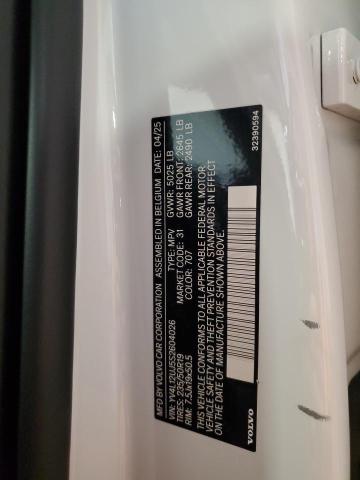 MFD BY VOLVO CAR CORPORATION ASSEMBLED IN BELGIUM DATE: 04/25
GVWR: 5025 LB
GAWR FRONT: 2645 LB
GAWR REAR: 2490 LB
VIN: YV4L12UJ5S2604026 TYPE: MPV
TIRES: 235/50R19 MARKET CODE: 31
RIM: 7.5Jx19x50.5 COLOR: 707
THIS VEHICLE CONFORMS TO ALL APPLICABLE FEDERAL MOTOR
VEHICLE SAFETY AND THEFT PREVENTION STANDARDS IN EFFECT
ON THE DATE OF MANUFACTURE SHOWN ABOVE.
VOLVO
32390594